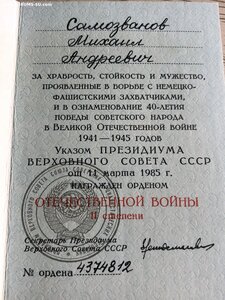 Самозванов
Михаил
Андреевич
ЗА ХРАБРОСТЬ, СТОЙКОСТЬ И МУЖЕСТВО,
ПРОЯВЛЕННЫЕ В БОРЬБЕ С НЕМЕЦКО-
ФАШИСТСКИМИ ЗАХВАТЧИКАМИ,
И В ОЗНАМЕНОВАНИЕ 40-ЛЕТИЯ
ПОБЕДЫ СОВЕТСКОГО НАРОДА
В ВЕЛИКОЙ ОТЕЧЕСТВЕННОЙ ВОЙНЕ
1941—1945 ГОДОВ
Указом ПРЕЗИДИУМА
ВЕРХОВНОГО СОВЕТА СССР
от 11 марта 1985 г.
НАГРАЖДЕН ОРДЕНОМ
ОТЕЧЕСТВЕННОЙ ВОЙНЫ
II степени
Секретарь Президиума
Верховного Совета СССР
№ ордена 4374812